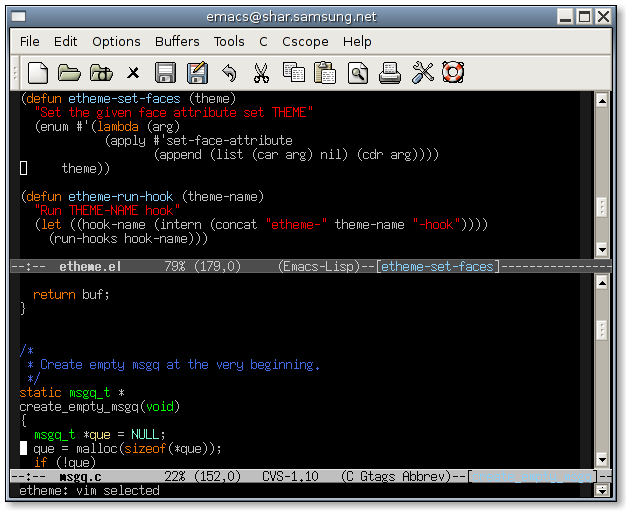 emacs@shar.samsung.net
File Edit Options Buffers Tools C Cscope Help
(defun etheme-set-faces (theme)
  "Set the given face attribute set THEME"
  (enum #'(lambda (arg)
            (apply #'set-face-attribute
                   (append (list (car arg) nil) (cdr arg))))
      theme))
(defun etheme-run-hook (theme-name)
  "Run THEME-NAME hook"
  (let ((hook-name (intern (concat "etheme-" theme-name "-hook"))))
    (run-hooks hook-name)))
--:--  etheme.el      79% (179,0)     (Emacs-Lisp)--[etheme-set-faces]----------------
  return buf;
}
/*
 * Create empty msgq at the very beginning.
 */
static msgq_t *
create_empty_msgq(void)
{
  msgq_t *que = NULL;
  que = malloc(sizeof(*que));
  if (!que)
--:--  msgq.c         22% (152,0)   CVS-1.10   (C Gtags Abbrev)--[
etheme: vim selected